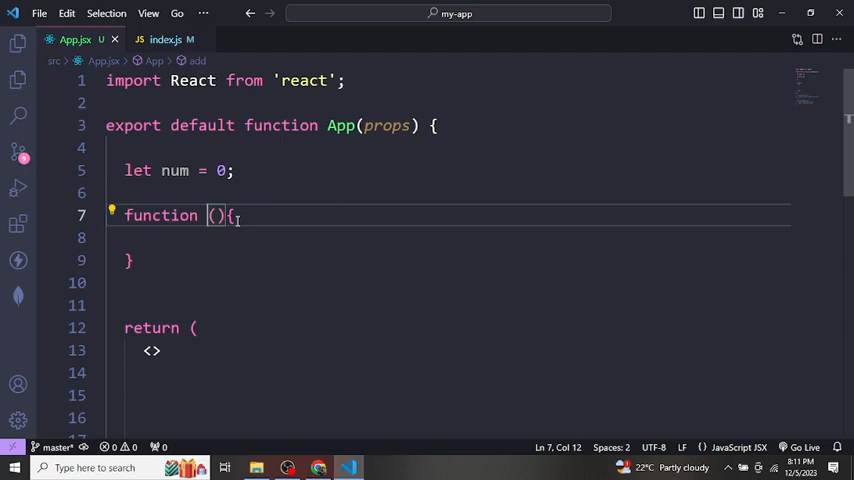 File Edit Selection View Go ··· my-app
App.jsx U JS index.js M
src > App.jsx > App > add
1 import React from 'react';
2
3 export default function App(props) {
4
5 let num = 0;
6
7 function (){
8
9 }
10
11
12 return (
13 <>
14
15
16
9
master* 0 0 0 Ln 7, Col 12 Spaces: 2 UTF-8 LF {} JavaScript JSX Go Live
Type here to search 22°C Partly cloudy 8:11 PM
12/5/2023